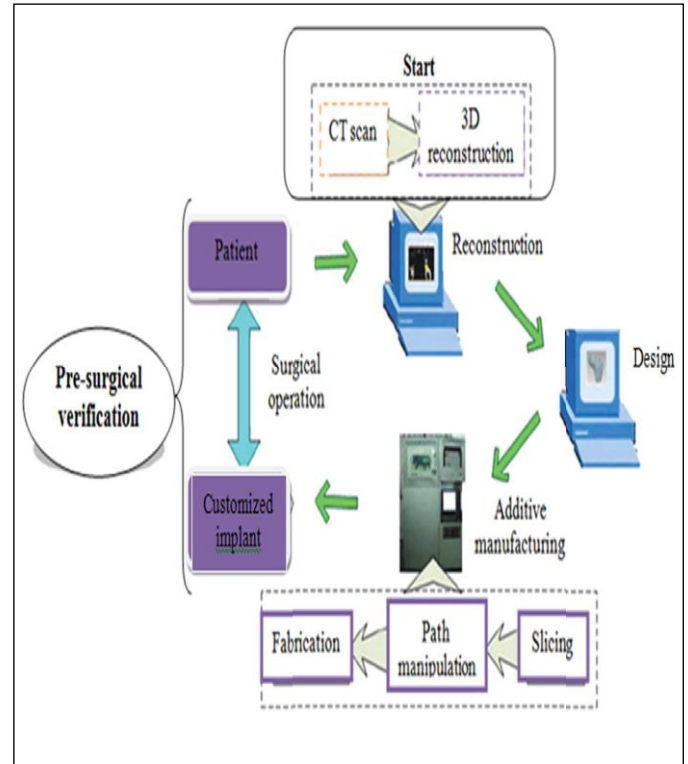 Start
CT scan
3D
reconstruction
Patient
Reconstruction
Design
Pre-surgical
verification
Surgical
operation
Customized
implant
Additive
manufacturing
Fabrication
Path
manipulation
Slicing